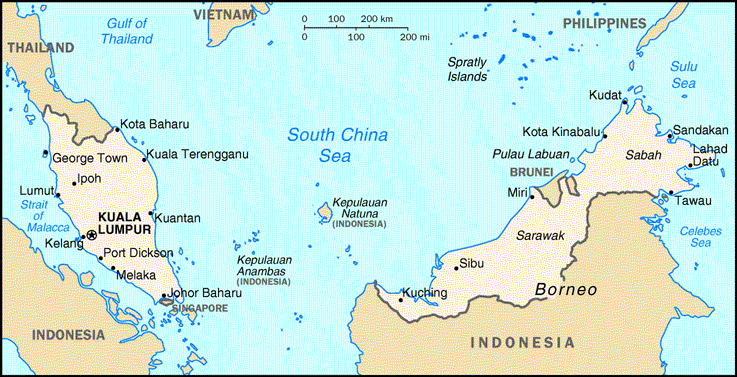 VIETNAM
Gulf of
Thailand
THAILAND
0 100 200 km
0 100 200 mi
PHILIPPINES
Spratly
Islands
Sulu
Sea
Kudat
Kota Baharu
South China
Sea
Kota Kinabalu
Sandakan
George Town
Kuala Terengganu
Pulau Labuan
Sabah
Lahad
Datu
BRUNEI
Ipoh
Lumut
Miri
Tawau
Strait
of
Malacca
KUALA
LUMPUR
Kuantan
Kepulauan
Natuna
(INDONESIA)
Sarawak
Celebes
Sea
Kelang
Port Dickson
Melaka
Kepulauan
Anambas
(INDONESIA)
Sibu
Johor Baharu
SINGAPORE
Kuching
Borneo
INDONESIA
INDONESIA